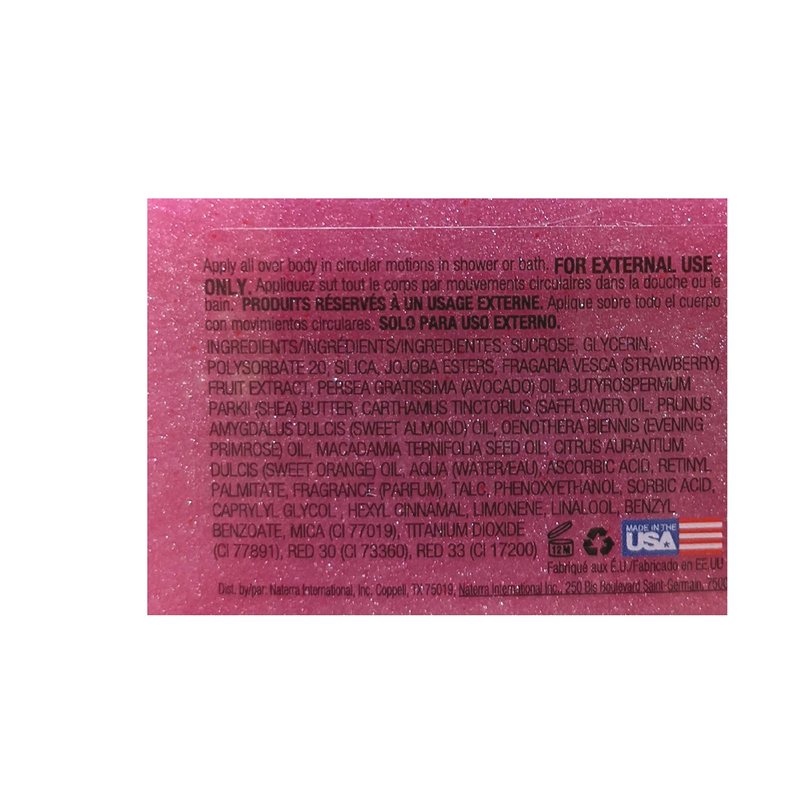 Apply all over body in circular motions in shower or bath. FOR EXTERNAL USE
ONLY. Appliquez sut tout le corps par mouvements circulaires dans la douche ou le
bain. PRODUITS RÉSERVÉS À UN USAGE EXTERNE. Aplique sobre todo el cuerpo
con movimientos circulares. SOLO PARA USO EXTERNO.
INGREDIENTS/INGRÉDIENTS/INGREDIENTES: SUCROSE, GLYCERIN,
POLYSORBATE 20, SILICA, JOJOBA ESTERS, FRAGARIA VESCA (STRAWBERRY)
FRUIT EXTRACT, PERSEA GRATISSIMA (AVOCADO) OIL, BUTYROSPERMUM
PARKII (SHEA) BUTTER, CARTHAMUS TINCTORIUS (SAFFLOWER) OIL, PRUNUS
AMYGDALUS DULCIS (SWEET ALMOND) OIL, OENOTHERA BIENNIS (EVENING
PRIMROSE) OIL, MACADAMIA TERNIFOLIA SEED OIL, CITRUS AURANTIUM
DULCIS (SWEET ORANGE) OIL, AQUA (WATER/EAU), ASCORBIC ACID, RETINYL
PALMITATE, FRAGRANCE (PARFUM), TALC, PHENOXYETHANOL, SORBIC ACID,
CAPRYLYL GLYCOL, HEXYL CINNAMAL, LIMONENE, LINALOOL, BENZYL
BENZOATE, MICA (CI 77019), TITANIUM DIOXIDE
(CI 77891), RED 30 (CI 73360), RED 33 (CI 17200)
12M
MADE IN THE
USA
Fabriqué aux É.U./Fabricado en EE.UU
Dist. by/par: Naterra International, Inc. Coppell, TX 75019, Naterra International Inc., 250 Bis Boulevard Saint-Germain, 7500